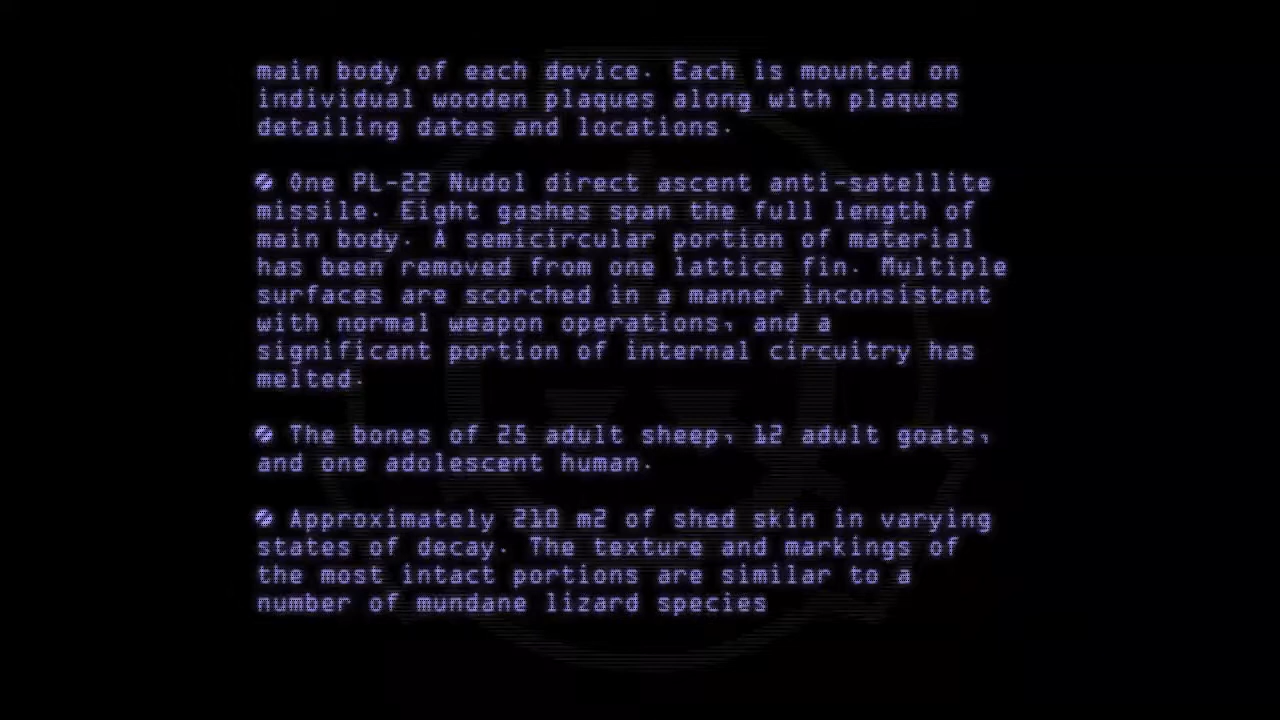 main body of each device. Each is mounted on
individual wooden plaques along with plaques
detailing dates and locations.
One PL-22 Nudol direct ascent anti-satellite
missile. Eight gashes span the full length of
main body. A semicircular portion of material
has been removed from one lattice fin. Multiple
surfaces are scorched in a manner inconsistent
with normal weapon operations, and a
significant portion of internal circuitry has
melted.
The bones of 25 adult sheep, 12 adult goats,
and one adolescent human.
Approximately 210 m2 of shed skin in varying
states of decay. The texture and markings of
the most intact portions are similar to a
number of mundane lizard species